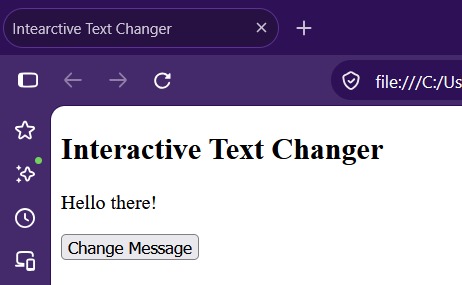 Intearctive Text Changer
file:///C:/Us
Interactive Text Changer
Hello there!
Change Message